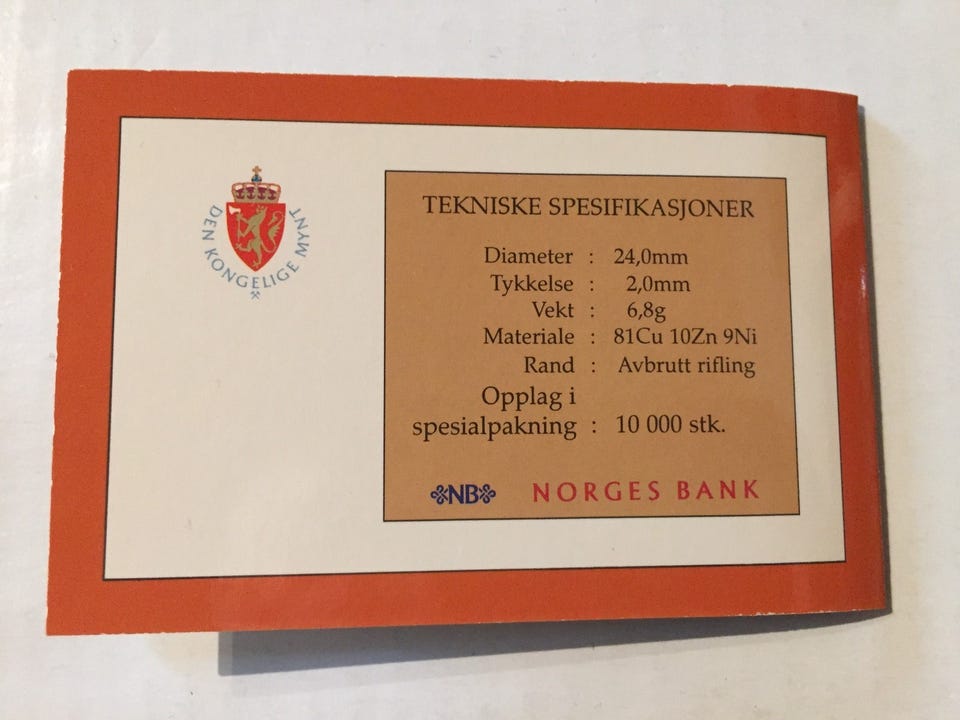 DEN KONGELIGE MYNT
TEKNISKE SPESIFIKASJONER
Diameter : 24,0mm
Tykkelse : 2,0mm
Vekt : 6,8g
Materiale : 81Cu 10Zn 9Ni
Rand : Avbrutt rifling
Opplag i
spesialpakning : 10 000 stk.
NB NORGES BANK